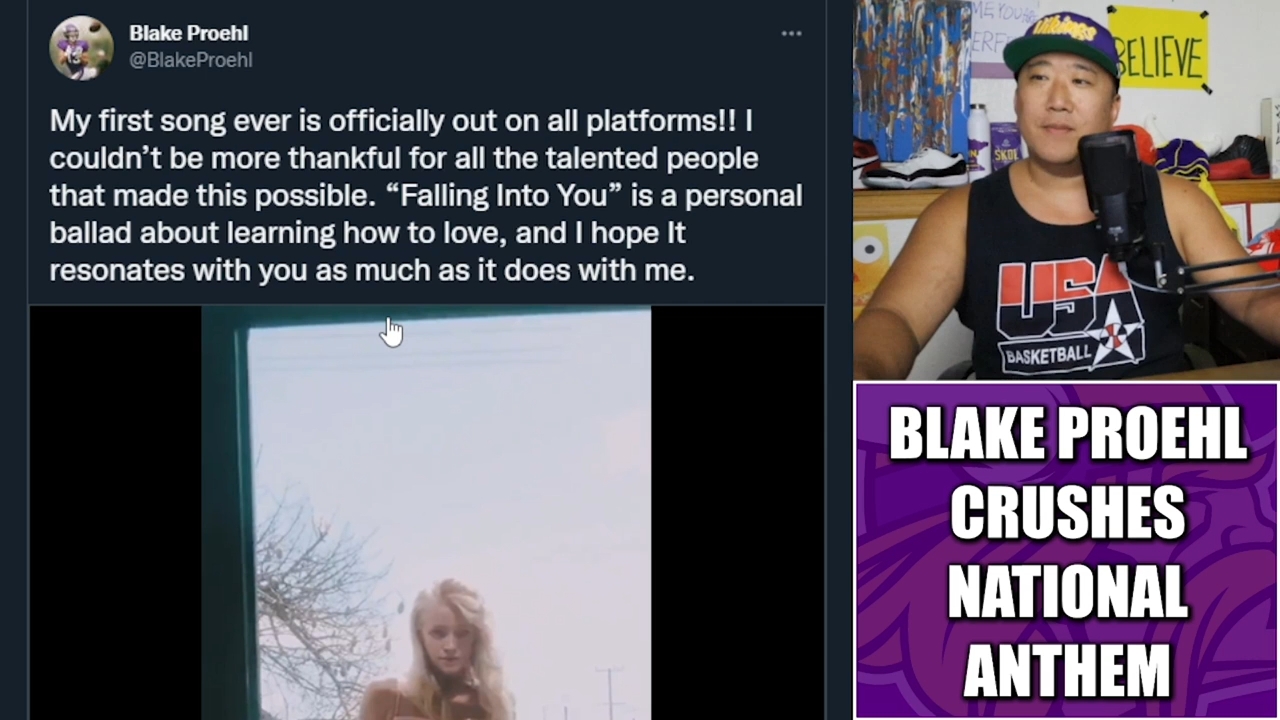 Blake Proehl
@BlakeProehl
My first song ever is officially out on all platforms!! I
couldn’t be more thankful for all the talented people
that made this possible. “Falling Into You” is a personal
ballad about learning how to love, and I hope It
resonates with you as much as it does with me.
Vikings
BELIEVE
SKOL
USA
BASKETBALL
BLAKE PROEHL
CRUSHES
NATIONAL
ANTHEM